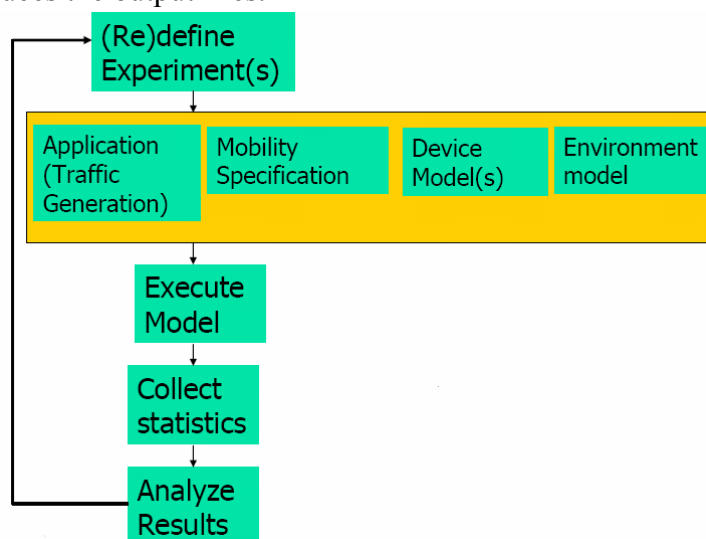 (Re)define
Experiment(s)
Application
(Traffic
Generation)
Mobility
Specification
Device
Model(s)
Environment
model
Execute
Model
Collect
statistics
Analyze
Results